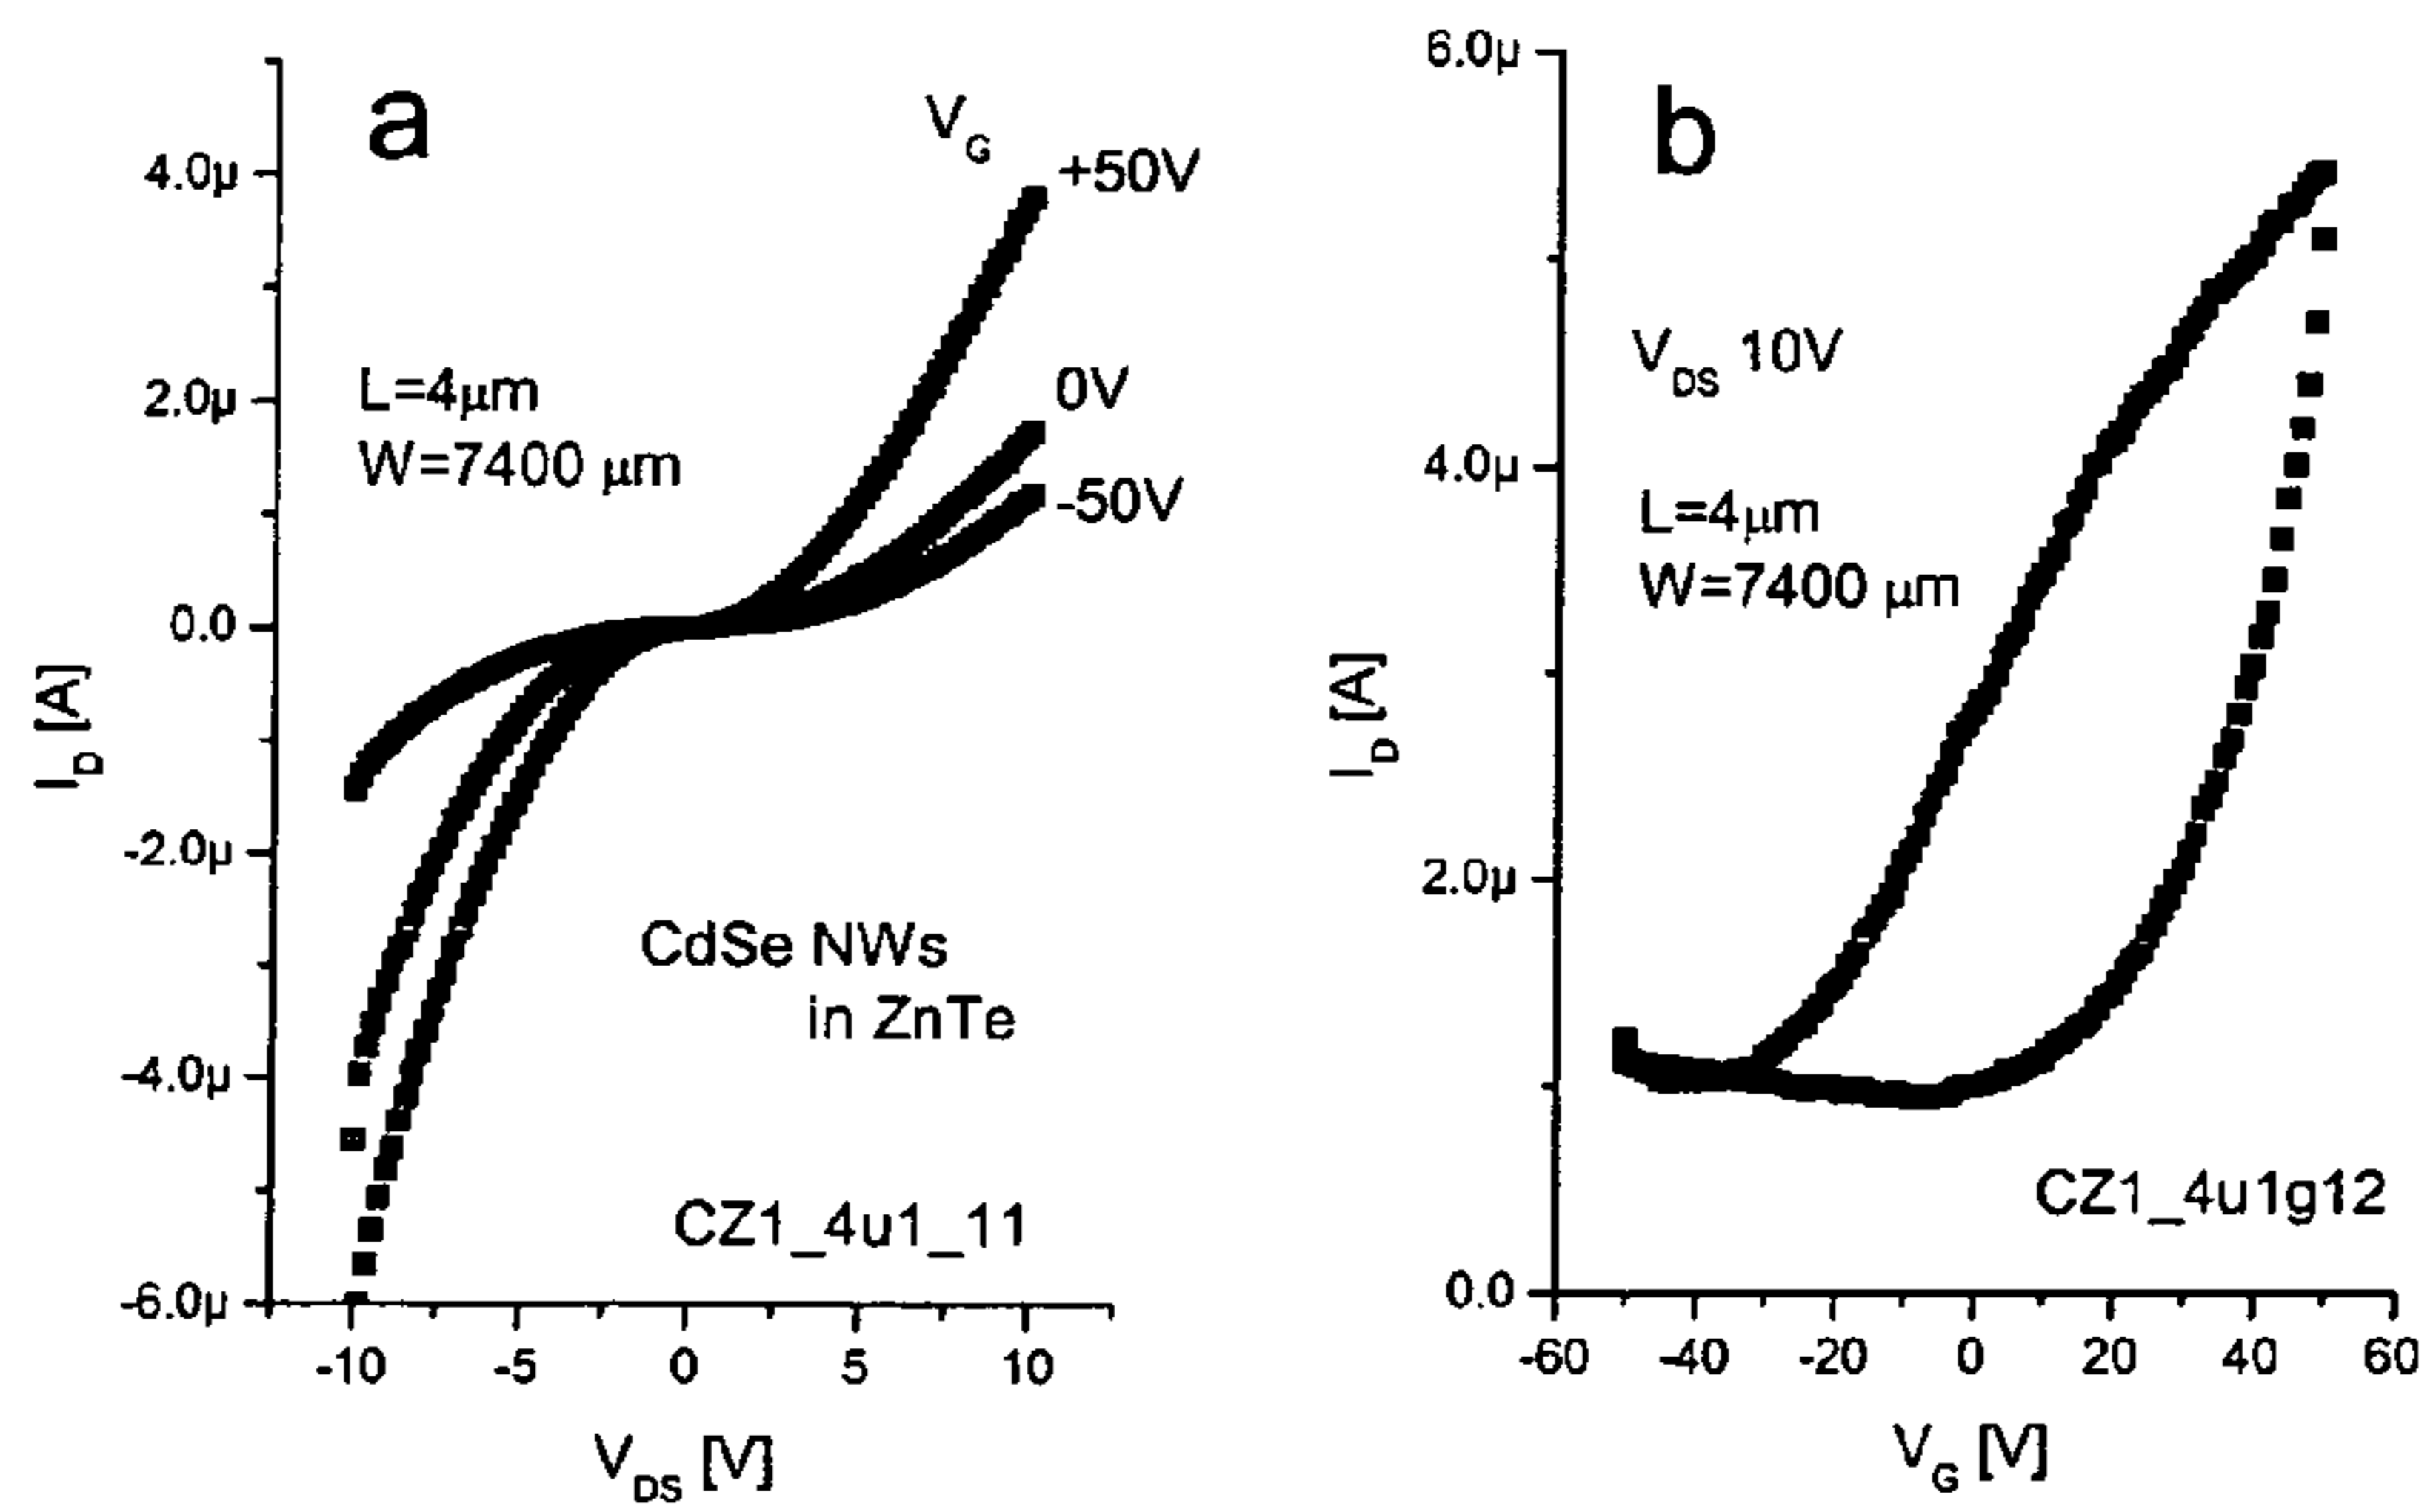 a
V_G
+50V
0V
-50V
4.0µ
2.0µ
0.0
-2.0µ
-4.0µ
-6.0µ
I_D [A]
L=4µm
W=7400 µm
CdSe NWs
in ZnTe
CZ1_4u1_11
-10 -5 0 5 10
V_DS [V]
b
6.0µ
4.0µ
2.0µ
0.0
I_D [A]
V_DS 10V
L=4µm
W=7400 µm
CZ1_4u1g12
-60 -40 -20 0 20 40 60
V_G [V]